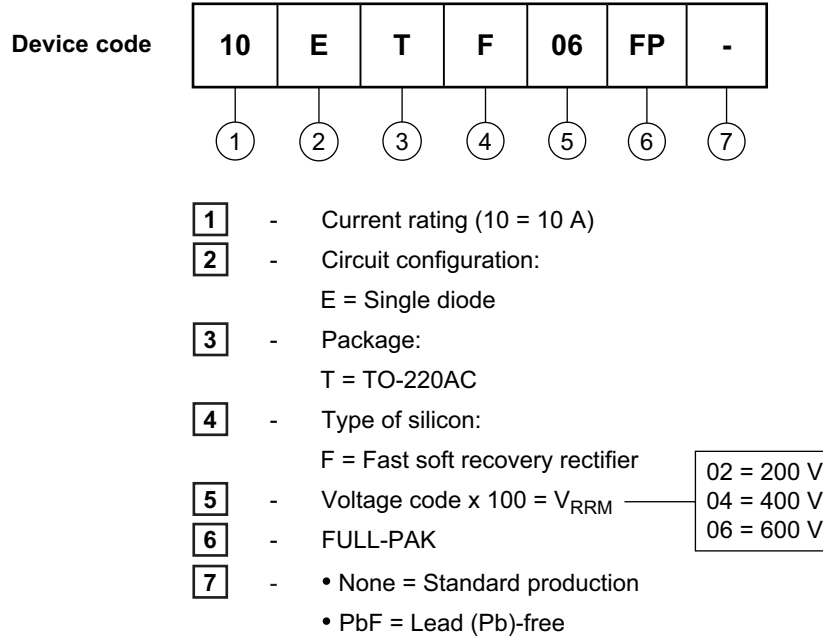 Device code 10 E T F 06 FP -
1 2 3 4 5 6 7
1 - Current rating (10 = 10 A)
2 - Circuit configuration:
E = Single diode
3 - Package:
T = TO-220AC
4 - Type of silicon:
F = Fast soft recovery rectifier
5 - Voltage code x 100 = VRRM
02 = 200 V
04 = 400 V
06 = 600 V
6 - FULL-PAK
7 - • None = Standard production
• PbF = Lead (Pb)-free